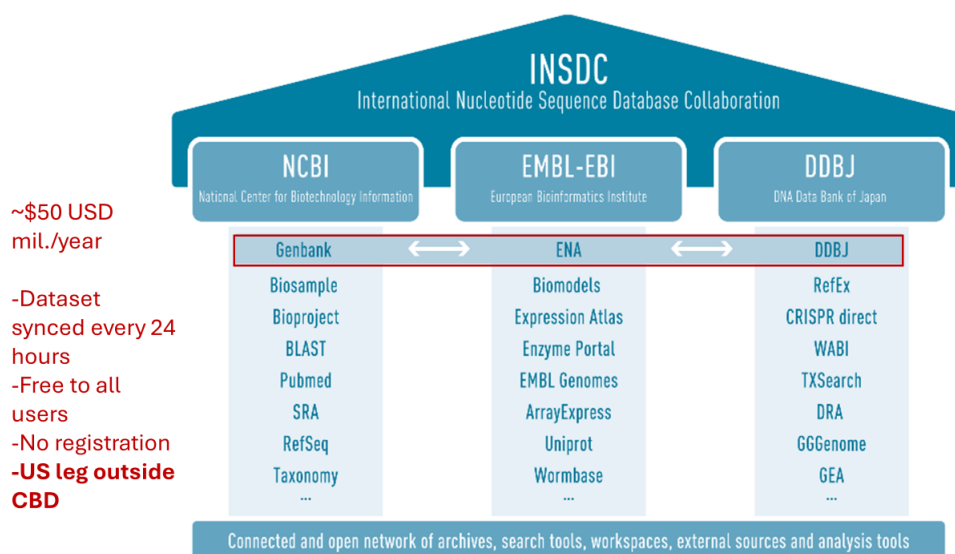 INSDC
International Nucleotide Sequence Database Collaboration
NCBI
National Center for Biotechnology Information
EMBL-EBI
European Bioinformatics Institute
DDBJ
DNA Data Bank of Japan
~$50 USD
mil./year
-Dataset
synced every 24
hours
-Free to all
users
-No registration
-US leg outside
CBD
Genbank
Biosample
Bioproject
BLAST
Pubmed
SRA
RefSeq
Taxonomy
...
ENA
Biomodels
Expression Atlas
Enzyme Portal
EMBL Genomes
ArrayExpress
Uniprot
Wormbase
...
DDBJ
RefEx
CRISPR direct
WABI
TXSearch
DRA
GGGenome
GEA
...
Connected and open network of archives, search tools, workspaces, external sources and analysis tools